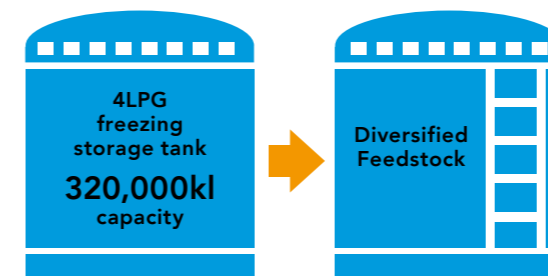 4LPG
freezing
storage tank
320,000kl
capacity
Diversified
Feedstock